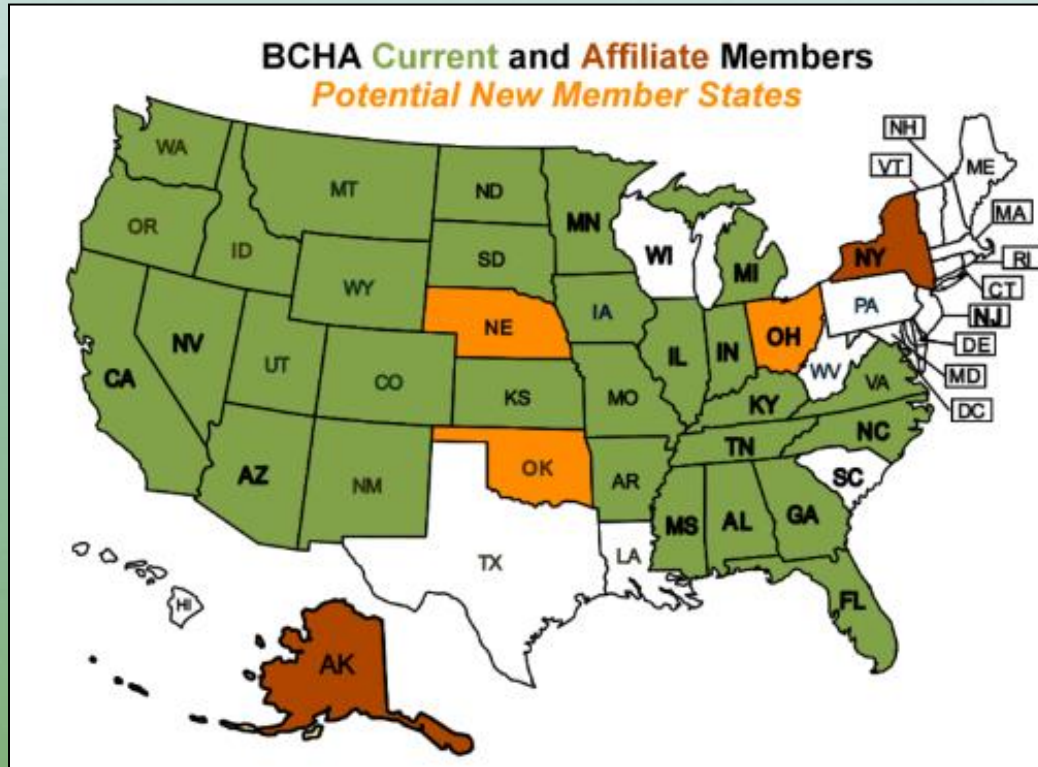 BCHA Current and Affiliate Members
Potential New Member States
NH
WA
VT
ME
MT
ND
MN
MA
OR
ID
SD
WI
MI
NY
RI
WY
CT
IA
PA
NE
NJ
NV
OH
UT
IL
IN
DE
CA
CO
WV
MD
KS
MO
VA
KY
DC
NC
TN
AZ
OK
NM
AR
SC
MS
AL
GA
TX
LA
HI
FL
AK